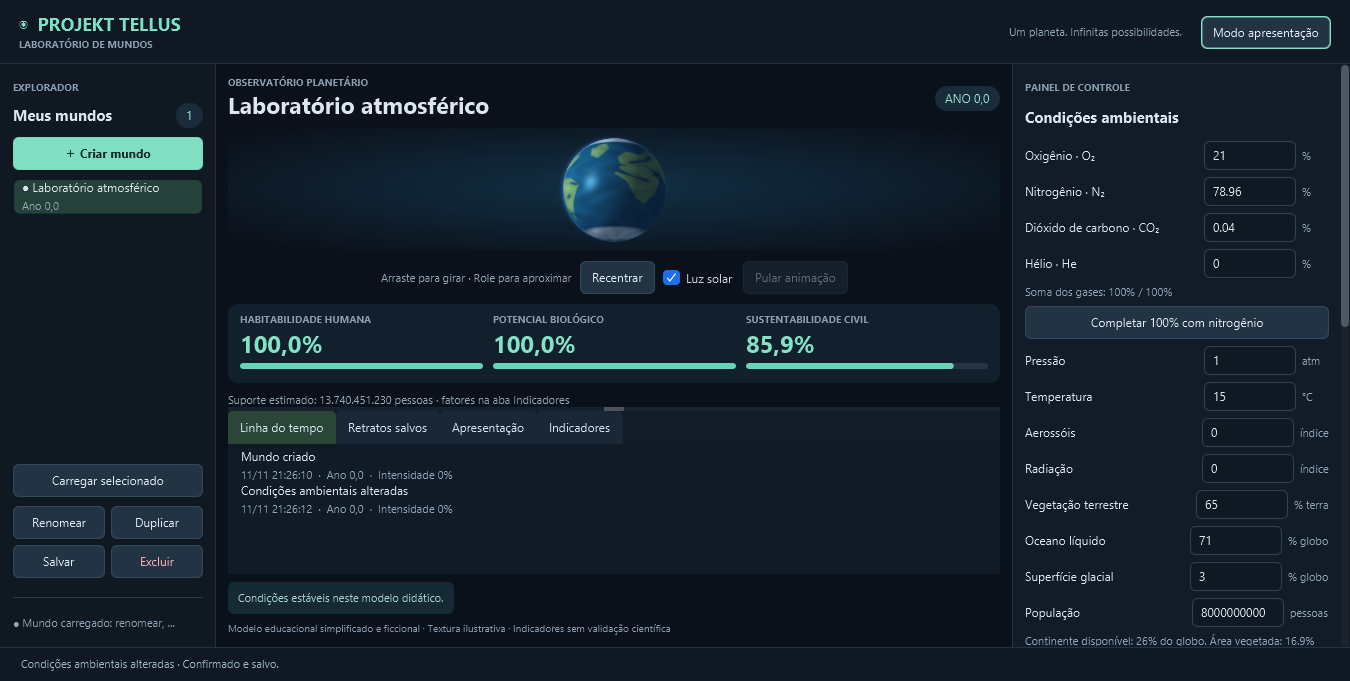 PROJEKT TELLUS
LABORATÓRIO DE MUNDOS
Um planeta. Infinitas possibilidades.
Modo apresentação
EXPLORADOR
Meus mundos
1
+ Criar mundo
● Laboratório atmosférico
Ano 0,0
Carregar selecionado
Renomear
Duplicar
Salvar
Excluir
● Mundo carregado: renomear, ...
OBSERVATÓRIO PLANETÁRIO
Laboratório atmosférico
ANO 0,0
Arraste para girar · Role para aproximar
Recentrar
Luz solar
Pular animação
HABITABILIDADE HUMANA
100,0%
POTENCIAL BIOLÓGICO
100,0%
SUSTENTABILIDADE CIVIL
85,9%
Suporte estimado: 13.740.451.230 pessoas · fatores na aba Indicadores
Linha do tempo
Retratos salvos
Apresentação
Indicadores
Mundo criado
11/11 21:26:10 · Ano 0,0 · Intensidade 0%
Condições ambientais alteradas
11/11 21:26:12 · Ano 0,0 · Intensidade 0%
Condições estáveis neste modelo didático.
Modelo educacional simplificado e ficcional · Textura ilustrativa · Indicadores sem validação científica
PAINEL DE CONTROLE
Condições ambientais
Oxigênio · O₂ 21 %
Nitrogênio · N₂ 78.96 %
Dióxido de carbono · CO₂ 0.04 %
Hélio · He 0 %
Soma dos gases: 100% / 100%
Completar 100% com nitrogênio
Pressão 1 atm
Temperatura 15 °C
Aerossóis 0 índice
Radiação 0 índice
Vegetação terrestre 65 % terra
Oceano líquido 71 % globo
Superfície glacial 3 % globo
População 8000000000 pessoas
Continente disponível: 26% do globo. Área vegetada: 16.9%
Condições ambientais alteradas · Confirmado e salvo.